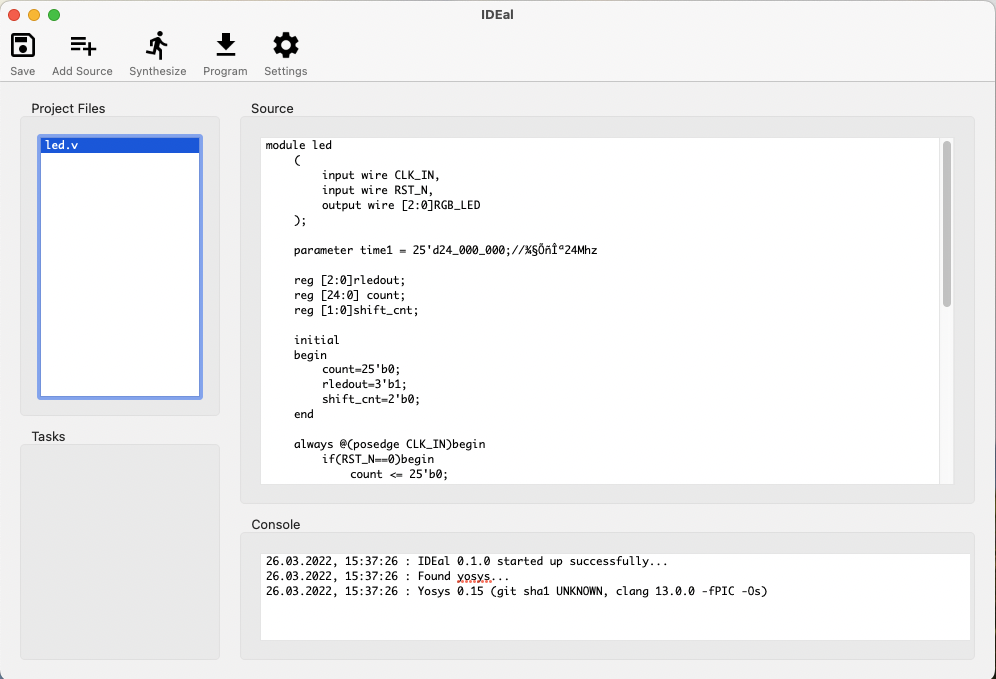 IDEal
Save
Add Source
Synthesize
Program
Settings
Project Files
led.v
Tasks
Source
module led
(
input wire CLK_IN,
input wire RST_N,
output wire [2:0]RGB_LED
);
parameter time1 = 25'd24_000_000;//¾§ÕñÎª24Mhz
reg [2:0]rledout;
reg [24:0] count;
reg [1:0]shift_cnt;
initial
begin
count=25'b0;
rledout=3'b1;
shift_cnt=2'b0;
end
always @(posedge CLK_IN)begin
if(RST_N==0)begin
count <= 25'b0;
Console
26.03.2022, 15:37:26 : IDEal 0.1.0 started up successfully...
26.03.2022, 15:37:26 : Found yosys...
26.03.2022, 15:37:26 : Yosys 0.15 (git sha1 UNKNOWN, clang 13.0.0 -fPIC -Os)